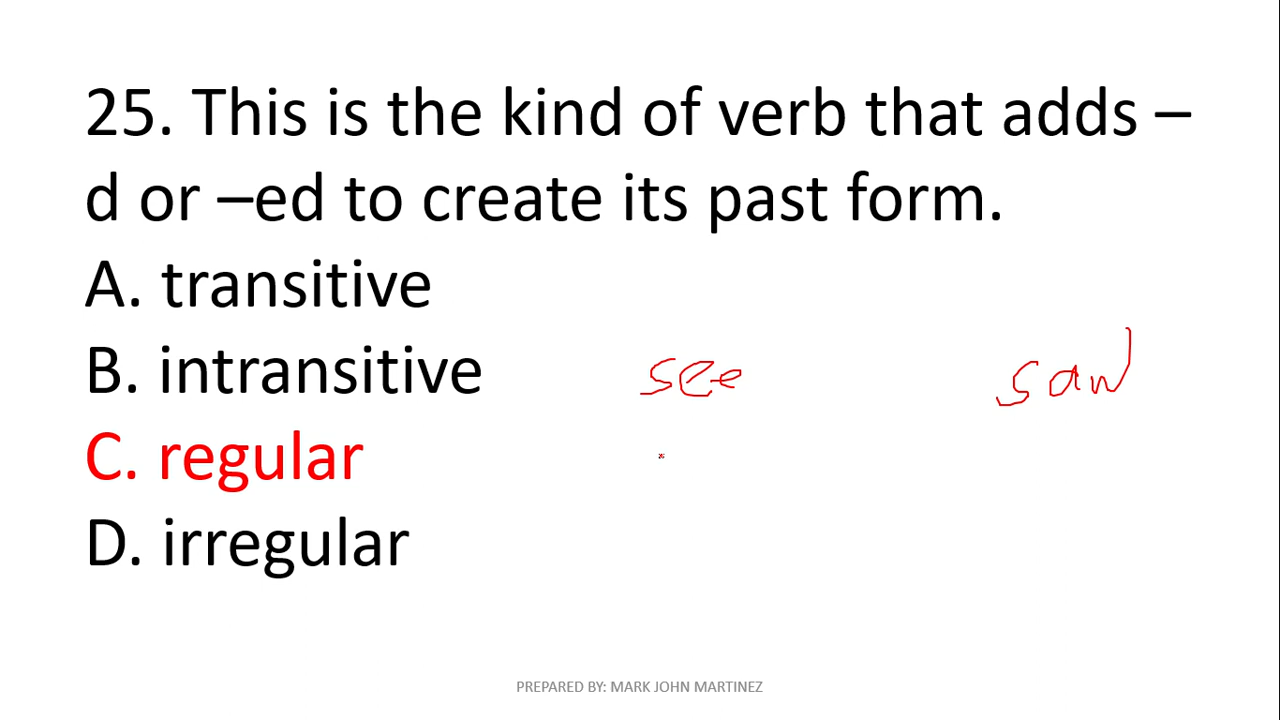 25. This is the kind of verb that adds –
d or –ed to create its past form.
A. transitive
B. intransitive
see saw
C. regular
D. irregular
PREPARED BY: MARK JOHN MARTINEZ